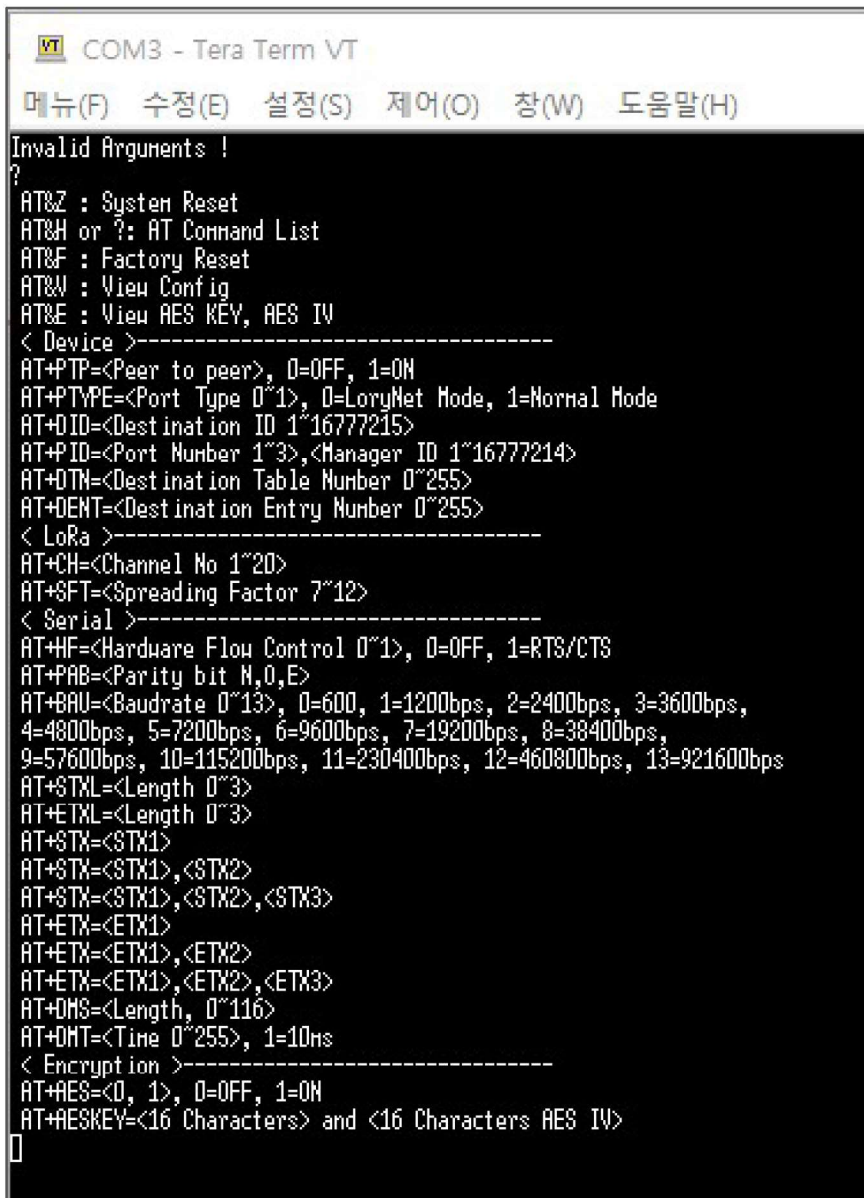 COM3 - Tera Term VT
메뉴(F) 수정(E) 설정(S) 제어(O) 창(W) 도움말(H)
Invalid Arguments !
?
AT&Z : System Reset
AT&H or ?: AT Command List
AT&F : Factory Reset
AT&V : View Config
AT&E : View AES KEY, AES IV
< Device >------------------------------------
AT+PTP=<Peer to peer>, 0=OFF, 1=ON
AT+PTYPE=<Port Type 0~1>, 0=LoryNet Mode, 1=Normal Mode
AT+DID=<Destination ID 1~16777215>
AT+PID=<Port Number 1~3>,<Manager ID 1~16777214>
AT+DTN=<Destination Table Number 0~255>
AT+DENT=<Destination Entry Number 0~255>
< LoRa >-------------------------------------
AT+CH=<Channel No 1~20>
AT+SFT=<Spreading Factor 7~12>
< Serial >-----------------------------------
AT+HF=<Hardware Flow Control 0~1>, 0=OFF, 1=RTS/CTS
AT+PAB=<Parity bit N,O,E>
AT+BAU=<Baudrate 0~13>, 0=600, 1=1200bps, 2=2400bps, 3=3600bps,
4=4800bps, 5=7200bps, 6=9600bps, 7=19200bps, 8=38400bps,
9=57600bps, 10=115200bps, 11=230400bps, 12=460800bps, 13=921600bps
AT+STXL=<Length 0~3>
AT+ETXL=<Length 0~3>
AT+STX=<STX1>
AT+STX=<STX1>,<STX2>
AT+STX=<STX1>,<STX2>,<STX3>
AT+ETX=<ETX1>
AT+ETX=<ETX1>,<ETX2>
AT+ETX=<ETX1>,<ETX2>,<ETX3>
AT+DMS=<Length, 0~116>
AT+DMT=<Time 0~255>, 1=10ms
< Encryption >--------------------------------
AT+AES=<0, 1>, 0=OFF, 1=ON
AT+AESKEY=<16 Characters> and <16 Characters AES IV>